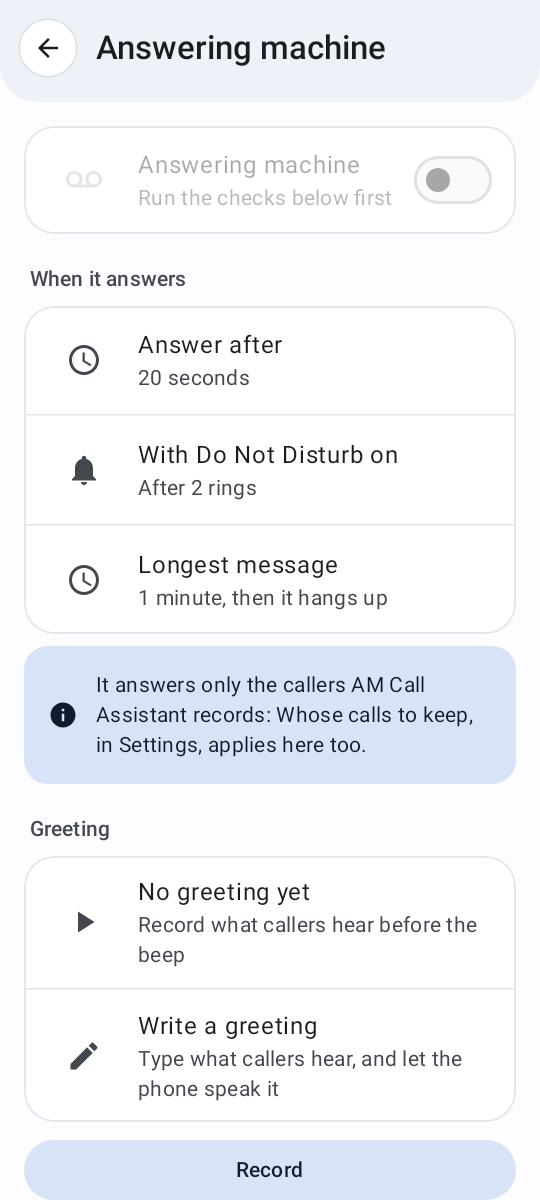 Answering machine
Answering machine
Run the checks below first
When it answers
Answer after
20 seconds
With Do Not Disturb on
After 2 rings
Longest message
1 minute, then it hangs up
It answers only the callers AM Call
Assistant records: Whose calls to keep,
in Settings, applies here too.
Greeting
No greeting yet
Record what callers hear before the
beep
Write a greeting
Type what callers hear, and let the
phone speak it
Record